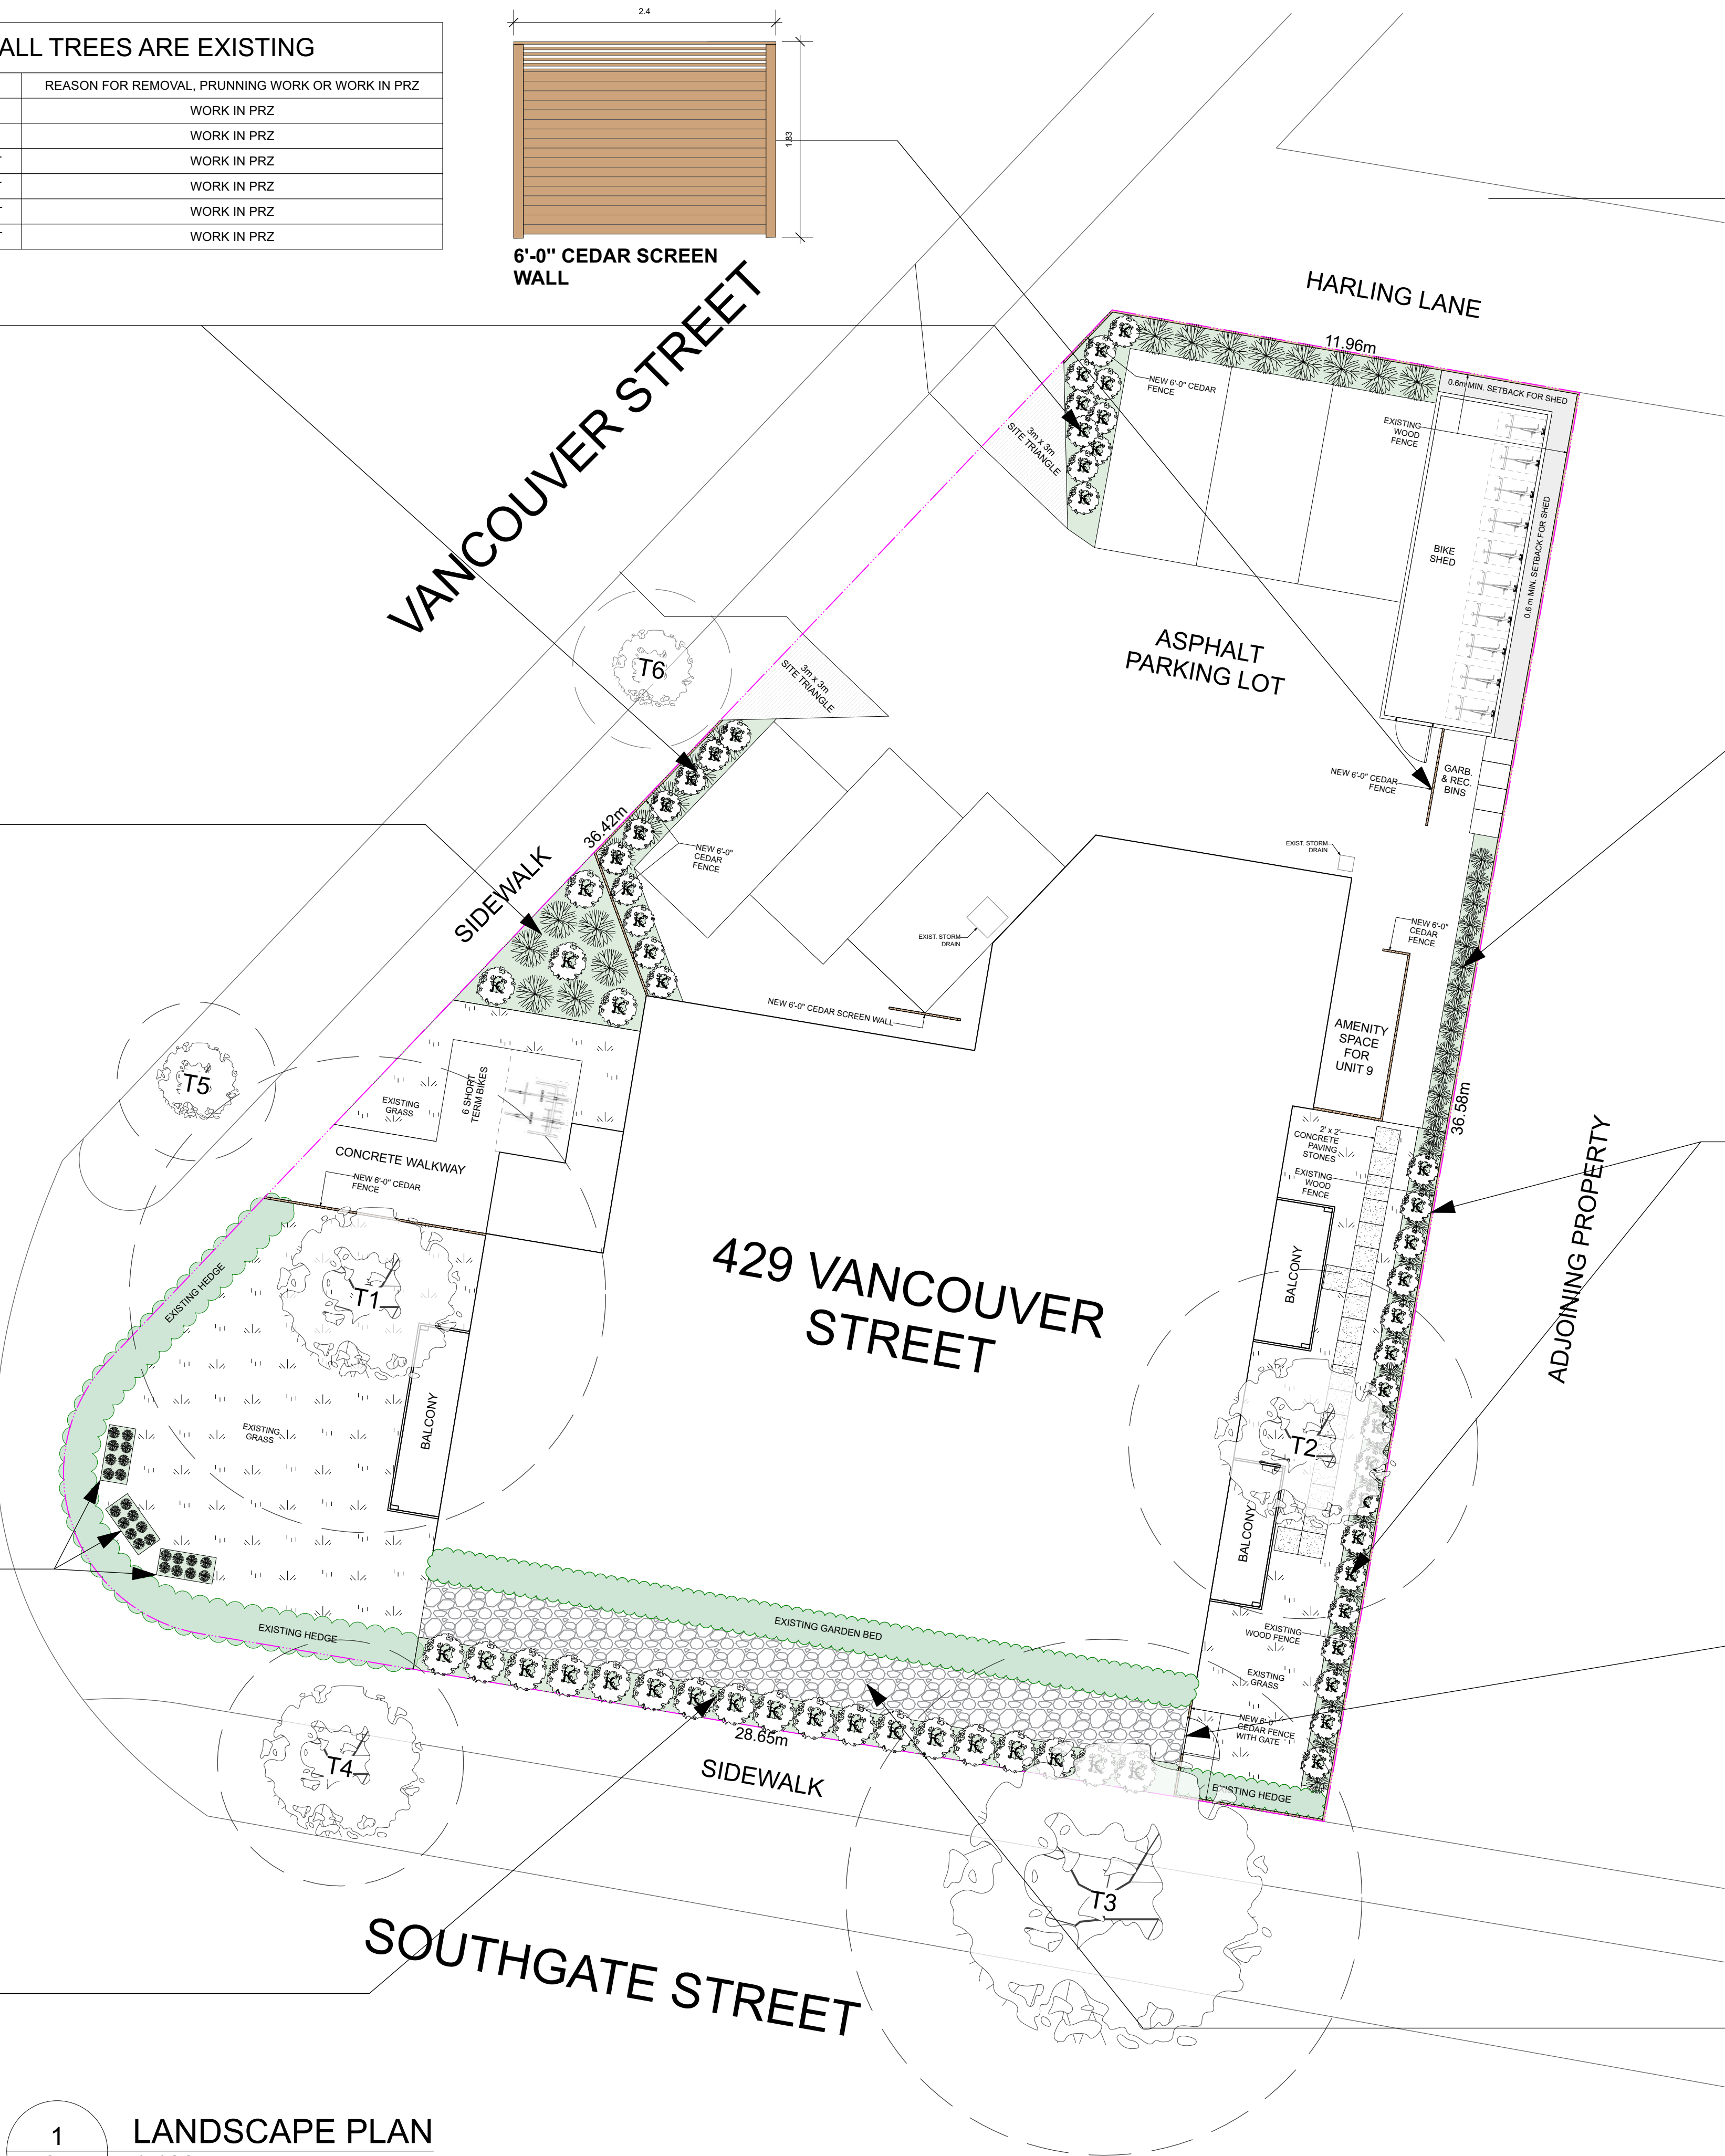 ALL TREES ARE EXISTING
REASON FOR REMOVAL, PRUNNING WORK OR WORK IN PRZ
WORK IN PRZ
WORK IN PRZ
WORK IN PRZ
WORK IN PRZ
WORK IN PRZ
WORK IN PRZ
2.4
1.83
6'-0" CEDAR SCREEN
WALL
VANCOUVER STREET
HARLING LANE
11.96m
0.6m MIN. SETBACK FOR SHED
NEW 6'-0" CEDAR
FENCE
EXISTING
WOOD
FENCE
3m x 3m
SITE TRIANGLE
BIKE
SHED
0.6 m MIN. SETBACK FOR SHED
ASPHALT
PARKING LOT
T6
3m x 3m
SITE TRIANGLE
NEW 6'-0" CEDAR
FENCE
GARB.
& REC.
BINS
36.42m
SIDEWALK
NEW 6'-0"
CEDAR
FENCE
EXIST. STORM
DRAIN
EXIST. STORM
DRAIN
NEW 6'-0"
CEDAR
FENCE
NEW 6'-0" CEDAR SCREEN WALL
AMENITY
SPACE
FOR
UNIT 9
T5
6 SHORT
TERM BIKES
EXISTING
GRASS
36.58m
2' x 2'
CONCRETE
PAVING
STONES
CONCRETE WALKWAY
NEW 6'-0" CEDAR
FENCE
EXISTING
WOOD
FENCE
ADJOINING PROPERTY
EXISTING HEDGE
T1
429 VANCOUVER
STREET
BALCONY
BALCONY
EXISTING
GRASS
T2
BALCONY
EXISTING HEDGE
EXISTING GARDEN BED
EXISTING
WOOD FENCE
EXISTING
GRASS
NEW 6'-0"
CEDAR FENCE
WITH GATE
28.65m
SIDEWALK
EXISTING HEDGE
T4
T3
SOUTHGATE STREET
1
LANDSCAPE PLAN